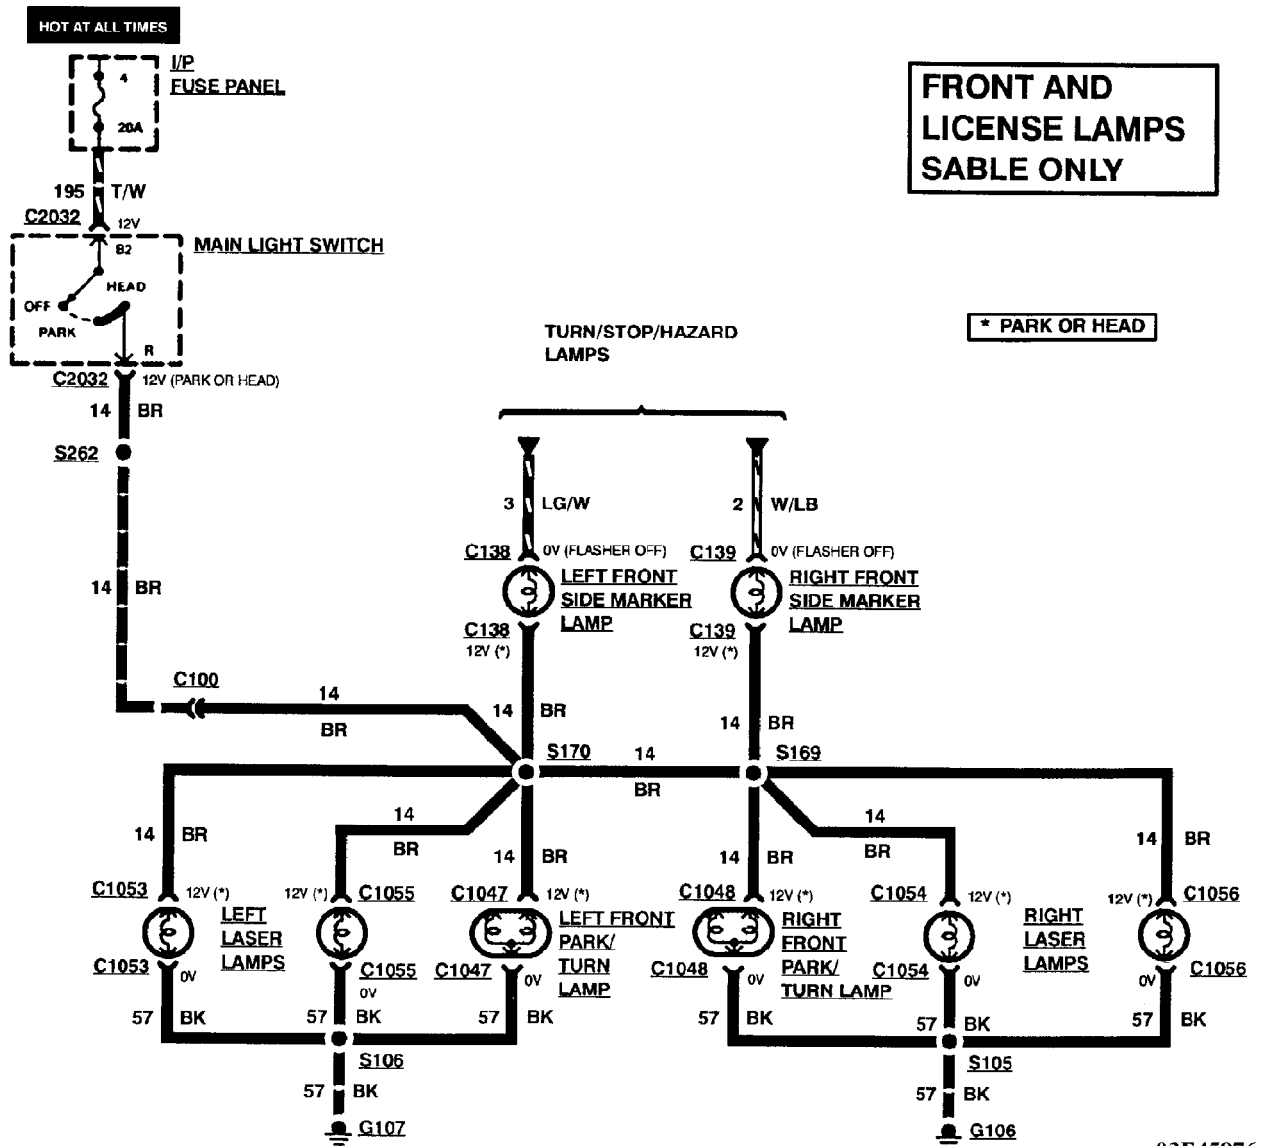 HOT AT ALL TIMES
I/P
FUSE PANEL
4
20A
195 T/W
C2032 12V
B2
MAIN LIGHT SWITCH
HEAD
OFF
PARK
R
C2032 12V (PARK OR HEAD)
14 BR
S262
14 BR
C100
14
BR
FRONT AND
LICENSE LAMPS
SABLE ONLY
* PARK OR HEAD
TURN/STOP/HAZARD
LAMPS
3 LG/W
2 W/LB
C138 0V (FLASHER OFF)
C139 0V (FLASHER OFF)
LEFT FRONT
SIDE MARKER
LAMP
RIGHT FRONT
SIDE MARKER
LAMP
C138
12V (*)
C139
12V (*)
14 BR
14 BR
S170
14
BR
S169
14 BR
14
BR
14 BR
14 BR
14
BR
14 BR
C1053 12V (*)
12V (*) C1055
C1047 12V (*)
C1048 12V (*)
C1054 12V (*)
12V (*) C1056
LEFT
LASER
LAMPS
LEFT FRONT
PARK/
TURN
LAMP
RIGHT
FRONT
PARK/
TURN LAMP
RIGHT
LASER
LAMPS
C1053 0V
C1055
0V
C1047 0V
C1048 0V
C1054 0V
0V C1056
57 BK
57 BK
57 BK
57 BK
57 BK
57 BK
S106
S105
57 BK
57 BK
G107
G106